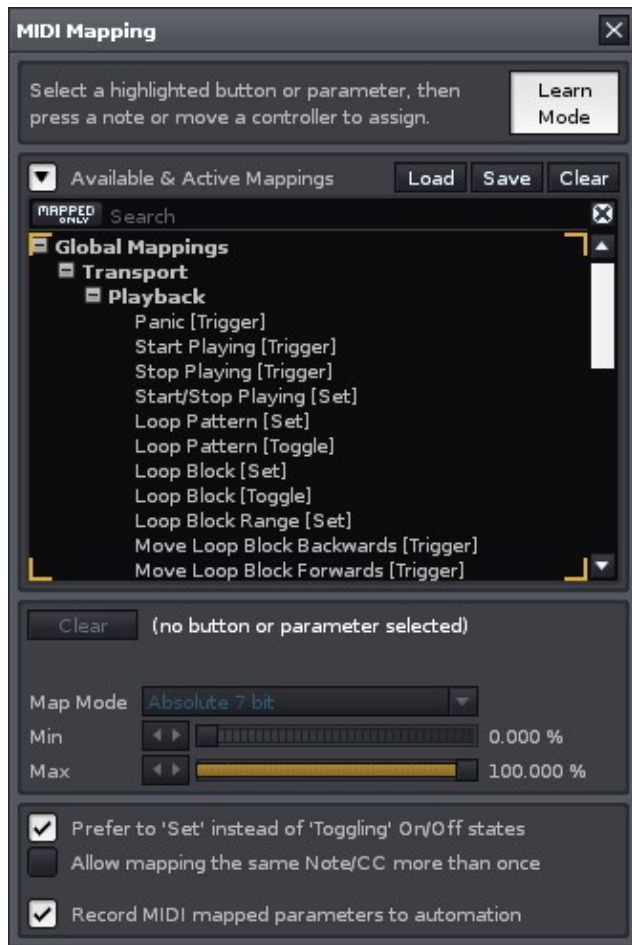 MIDI Mapping
Select a highlighted button or parameter, then
press a note or move a controller to assign.
Learn
Mode
Available & Active Mappings
Load
Save
Clear
MAPPED
ONLY
Search
Global Mappings
Transport
Playback
Panic [Trigger]
Start Playing [Trigger]
Stop Playing [Trigger]
Start/Stop Playing [Set]
Loop Pattern [Set]
Loop Pattern [Toggle]
Loop Block [Set]
Loop Block [Toggle]
Loop Block Range [Set]
Move Loop Block Backwards [Trigger]
Move Loop Block Forwards [Trigger]
Clear
(no button or parameter selected)
Map Mode
Absolute 7 bit
Min
0.000 %
Max
100.000 %
Prefer to 'Set' instead of 'Toggling' On/Off states
Allow mapping the same Note/CC more than once
Record MIDI mapped parameters to automation